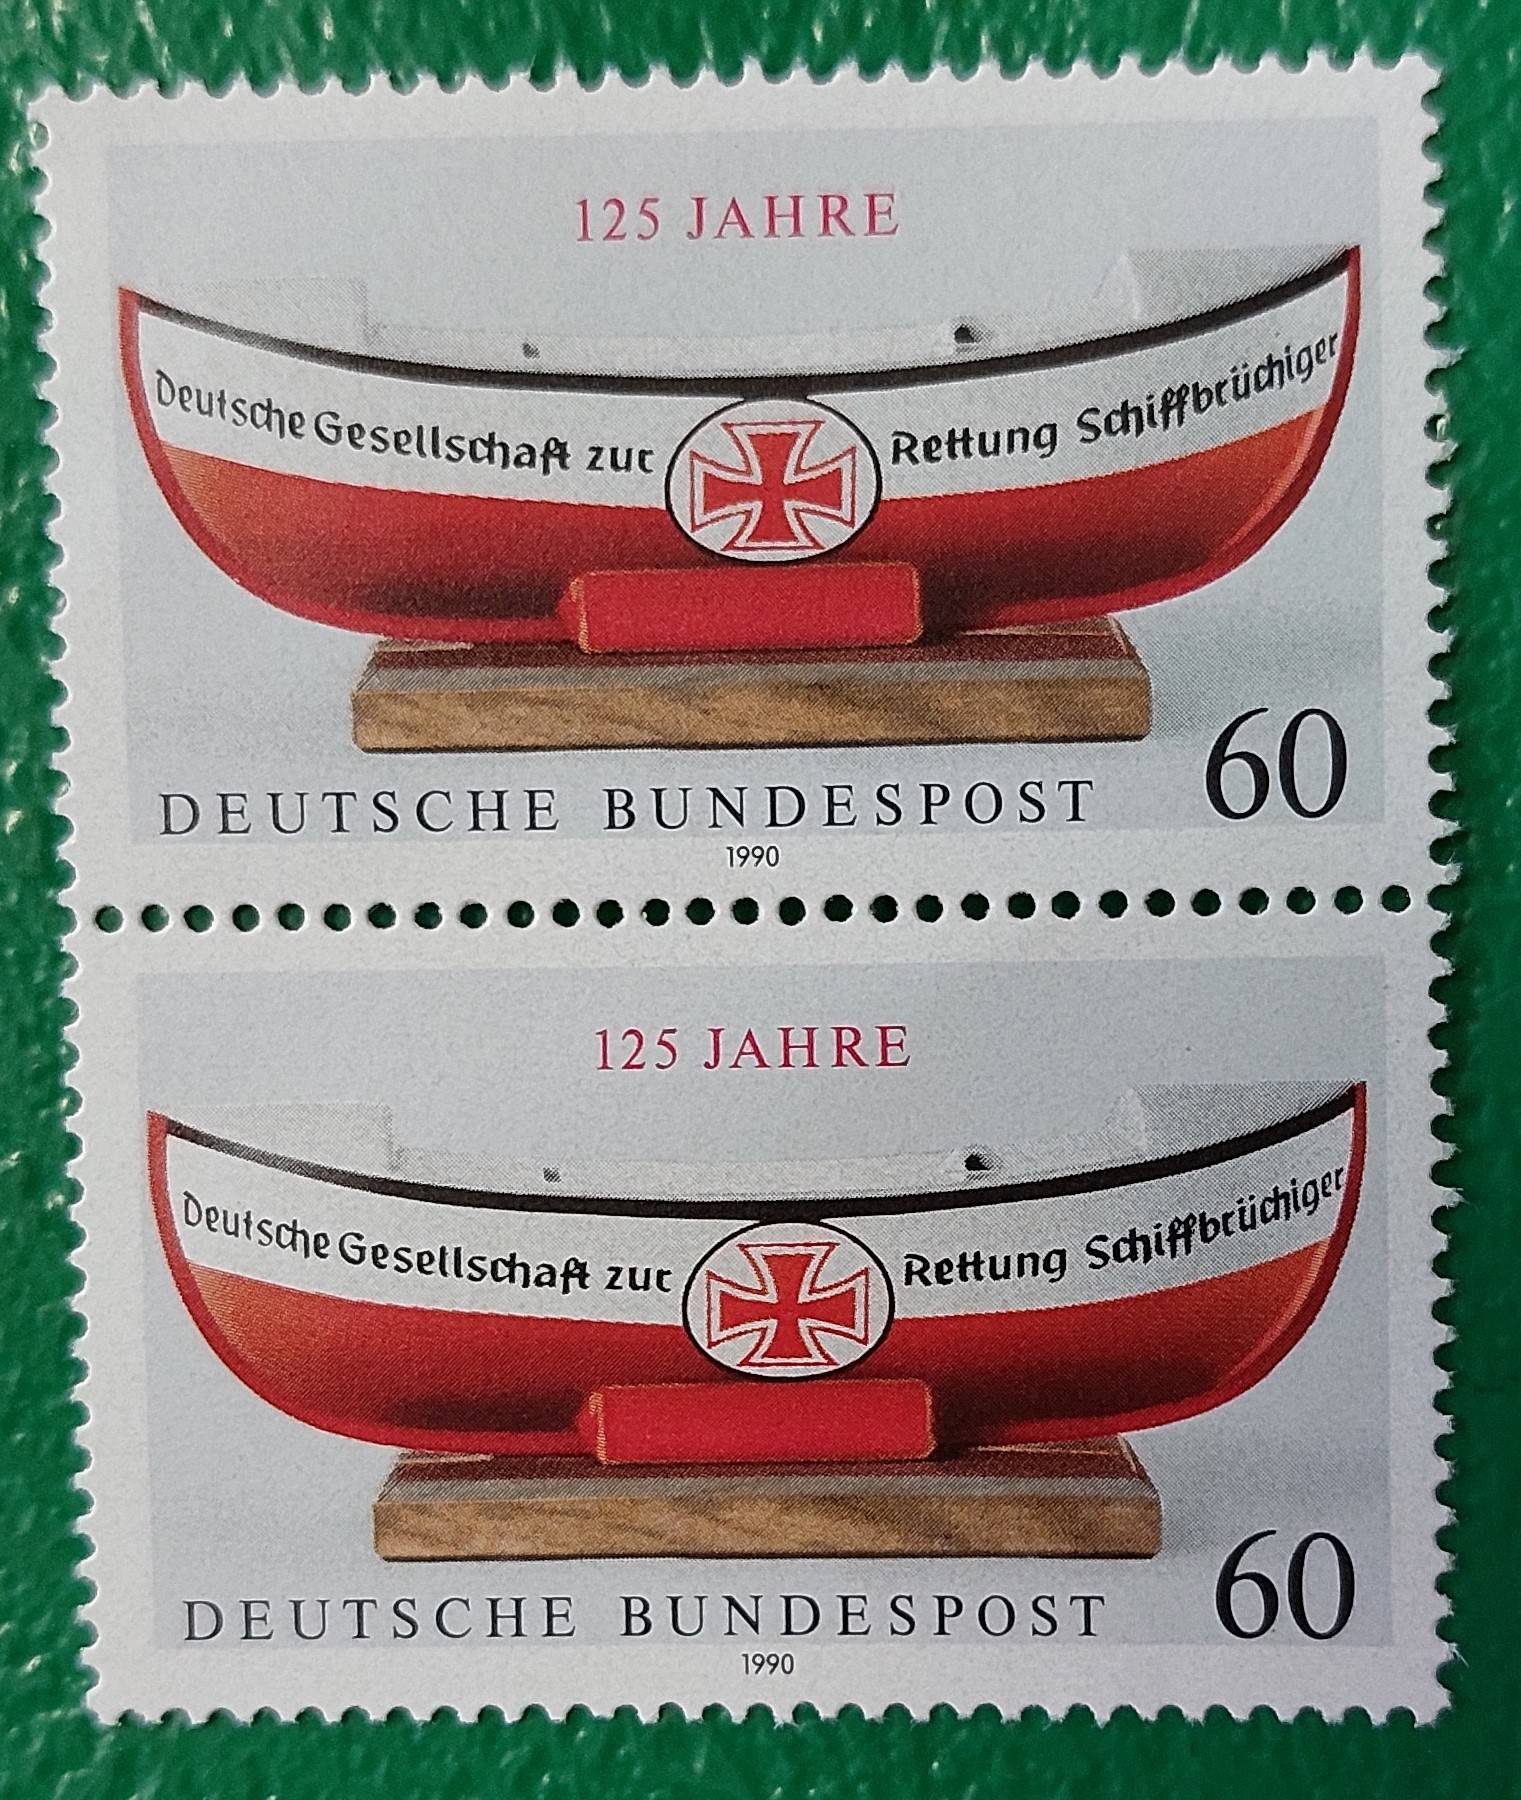 125 JAHRE
Deutsche Gesellschaft zur Rettung Schiffbrüchiger
60
DEUTSCHE BUNDESPOST
1990
125 JAHRE
Deutsche Gesellschaft zur Rettung Schiffbrüchiger
60
DEUTSCHE BUNDESPOST
1990